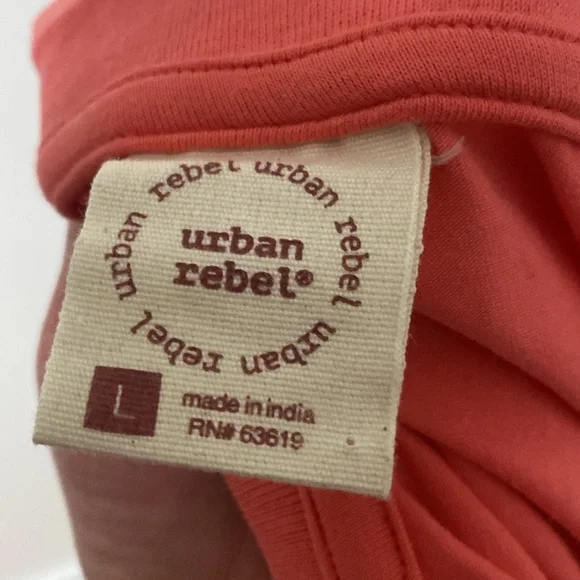 urban rebel urban rebel urban rebel
urban
rebel®
L
made in india
RN# 63619